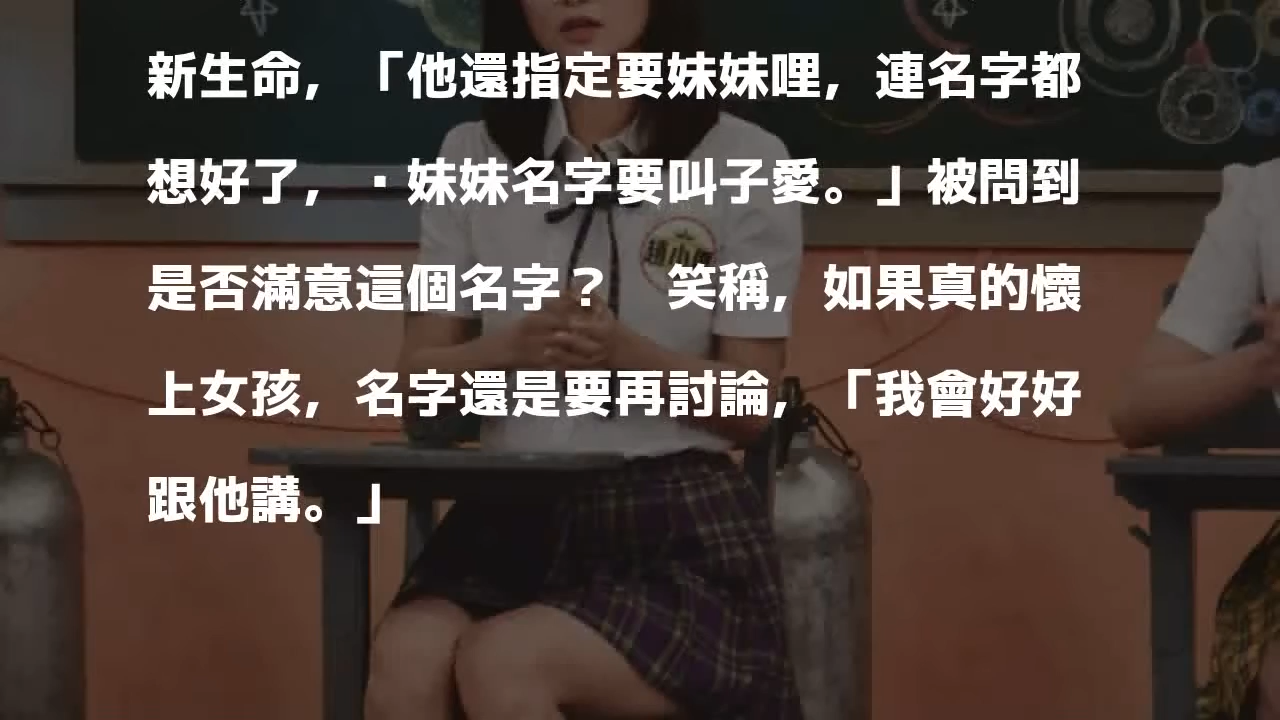 新生命，「他還指定要妹妹哩，連名字都
想好了，·妹妹名字要叫子愛。」被問到
是否滿意這個名字？　笑稱，如果真的懷
上女孩，名字還是要再討論，「我會好好
跟他講。」